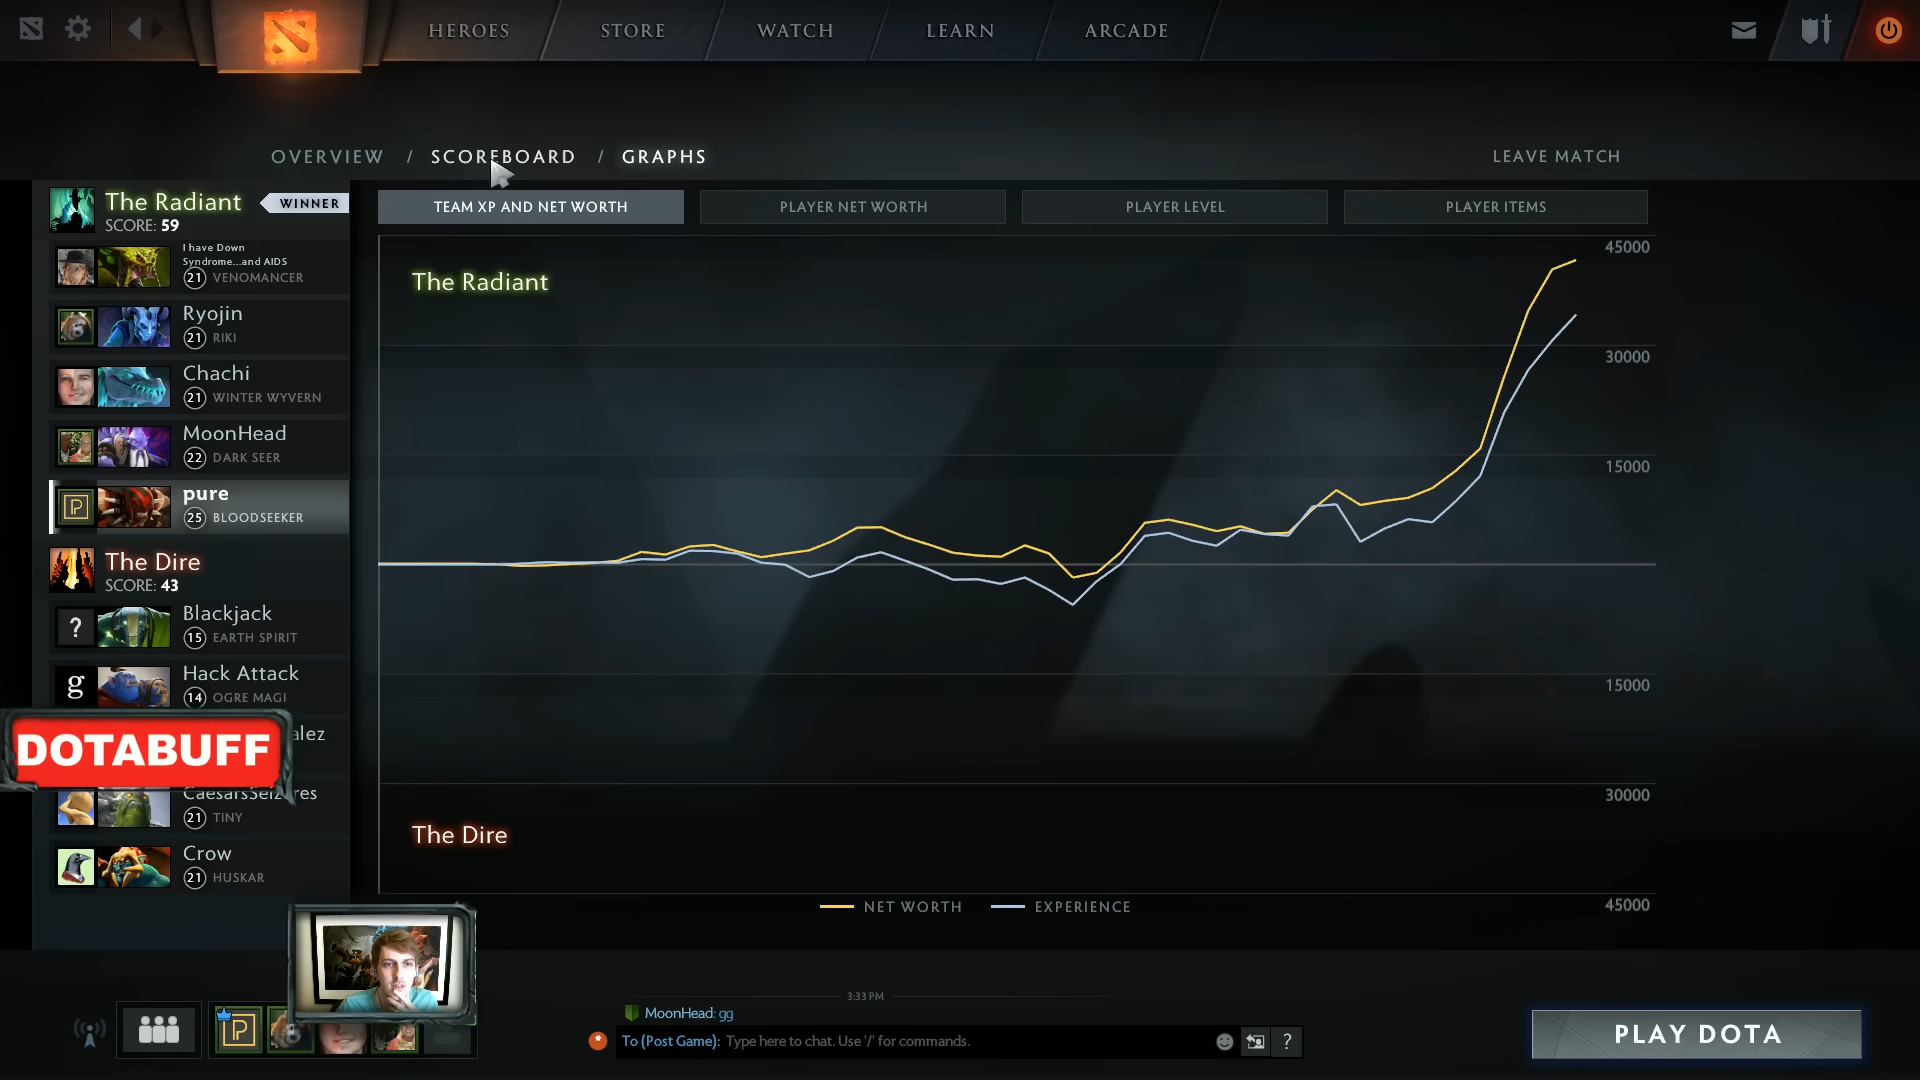 HEROES
STORE
WATCH
LEARN
ARCADE
OVERVIEW / SCOREBOARD / GRAPHS
LEAVE MATCH
The Radiant
WINNER
SCORE: 59
I have Down
Syndrome...and AIDS
21 VENOMANCER
Ryojin
21 RIKI
Chachi
21 WINTER WYVERN
MoonHead
22 DARK SEER
P
pure
25 BLOODSEEKER
The Dire
SCORE: 43
?
Blackjack
15 EARTH SPIRIT
g
Hack Attack
14 OGRE MAGI
alez
DOTABUFF
21 TINY
Crow
21 HUSKAR
TEAM XP AND NET WORTH
PLAYER NET WORTH
PLAYER LEVEL
PLAYER ITEMS
The Radiant
45000
30000
15000
15000
30000
The Dire
45000
NET WORTH
EXPERIENCE
P
3:33 PM
MoonHead: gg
To (Post Game): Type here to chat. Use '/' for commands.
?
PLAY DOTA